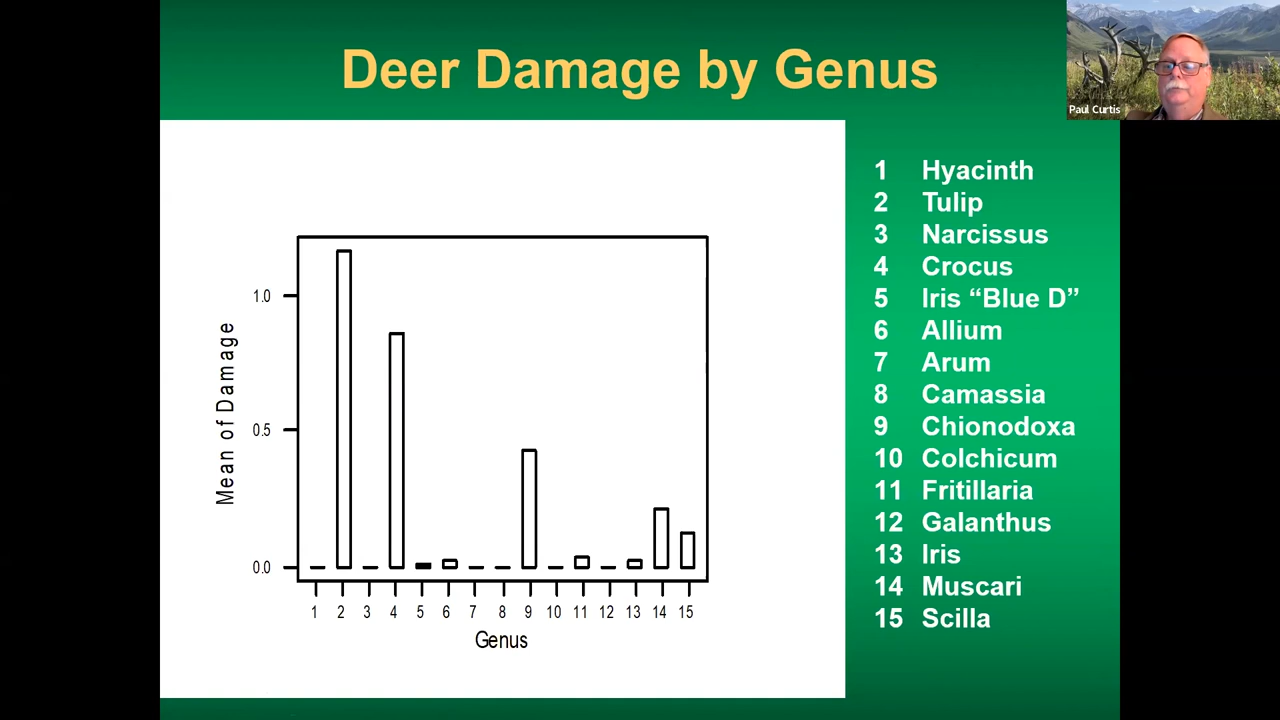 Deer Damage by Genus
Paul Curtis
Mean of Damage
1.0
0.5
0.0
1 2 3 4 5 6 7 8 9 10 11 12 13 14 15
Genus
1 Hyacinth
2 Tulip
3 Narcissus
4 Crocus
5 Iris “Blue D”
6 Allium
7 Arum
8 Camassia
9 Chionodoxa
10 Colchicum
11 Fritillaria
12 Galanthus
13 Iris
14 Muscari
15 Scilla